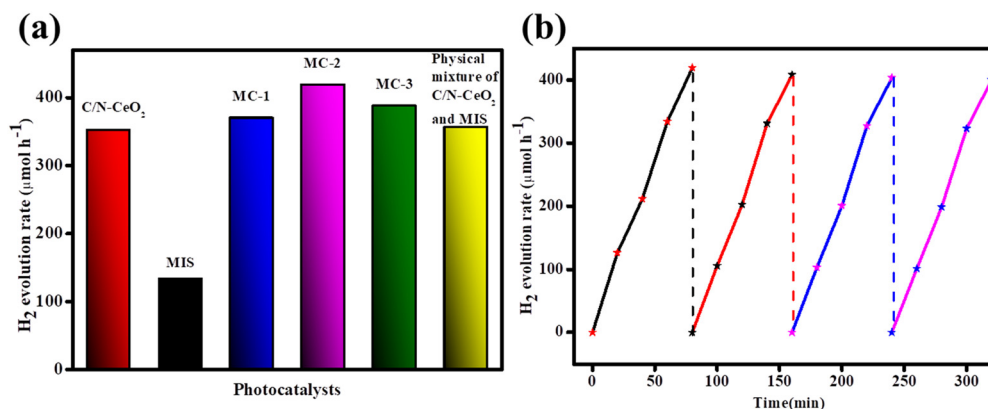 (a)
H2 evolution rate (μmol h⁻¹)
400
300
200
100
0
C/N-CeO2
MIS
MC-1
MC-2
MC-3
Physical
mixture of
C/N-CeO2
and MIS
Photocatalysts
(b)
H2 evolution rate (μmol h⁻¹)
400
300
200
100
0
0 50 100 150 200 250 300
Time(min)